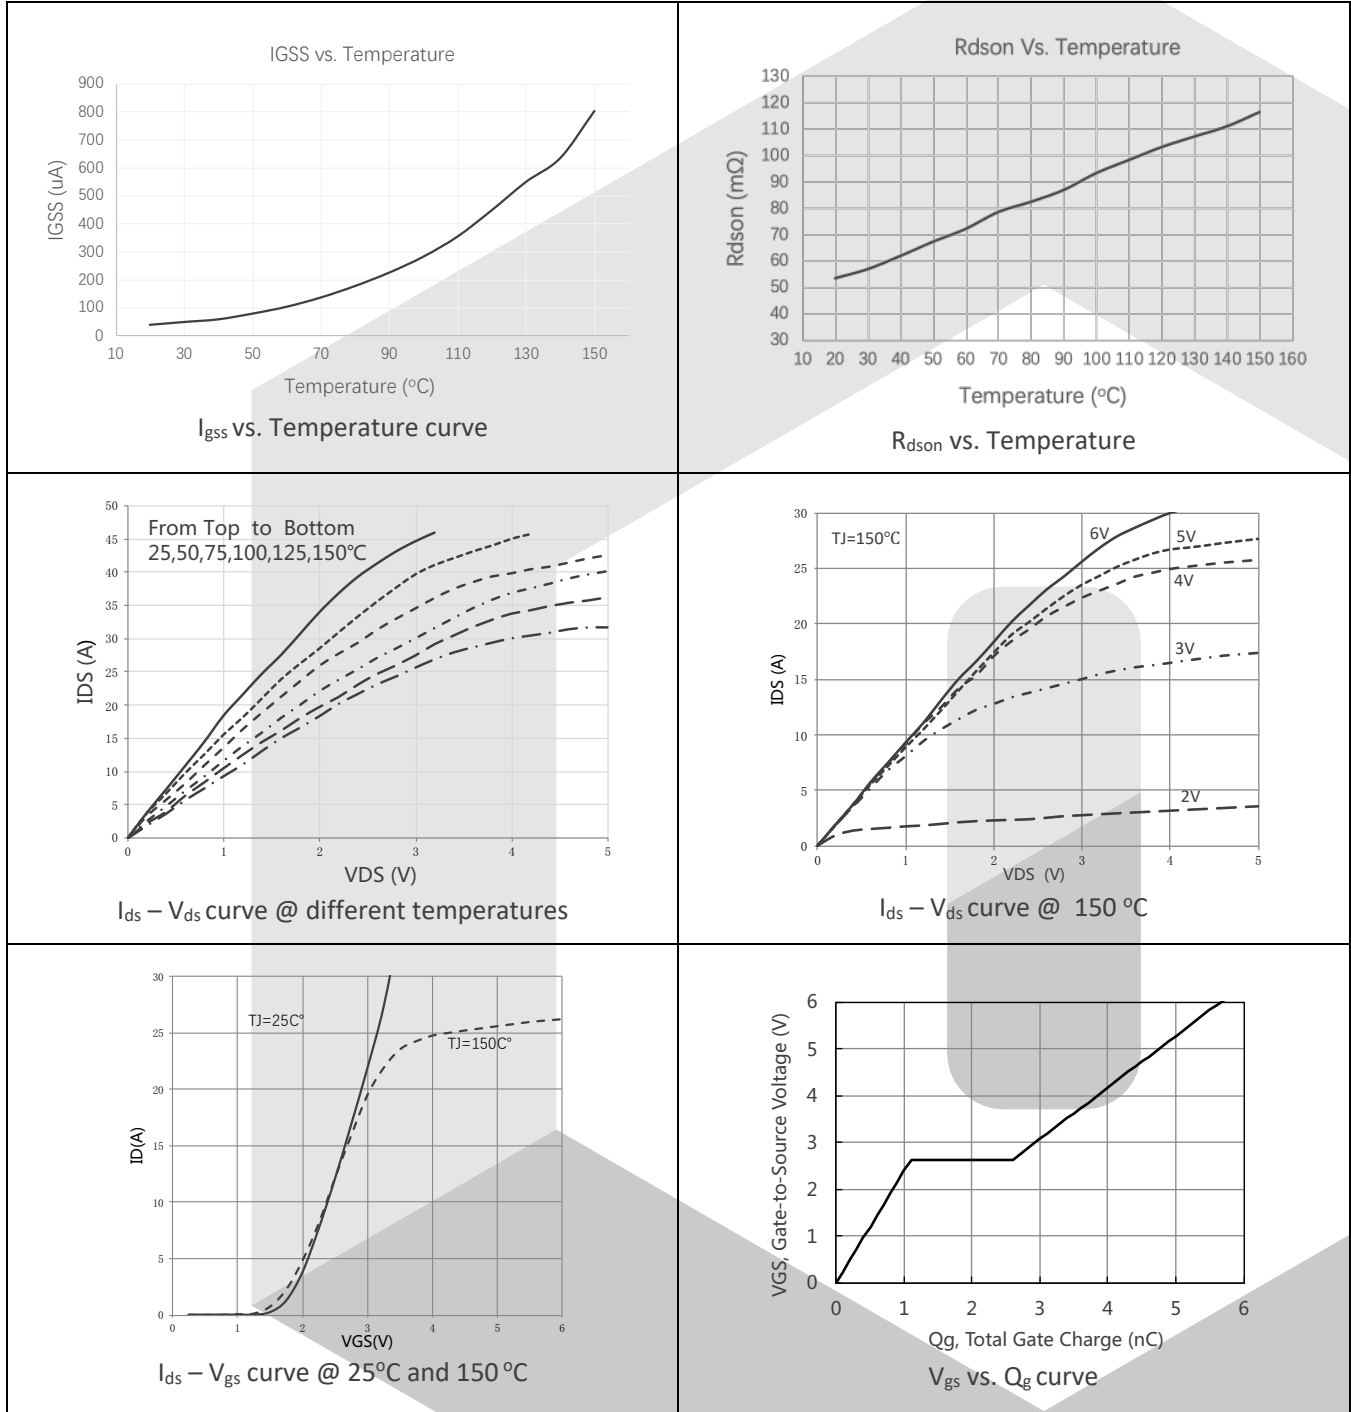 IGSS vs. Temperature
900
800
700
600
500
400
300
200
100
0
IGSS (uA)
10 30 50 70 90 110 130 150
Temperature (°C)
Igss vs. Temperature curve
Rdson Vs. Temperature
130
120
110
100
90
80
70
60
50
40
30
Rdson (mΩ)
10 20 30 40 50 60 70 80 90 100 110 120 130 140 150 160
Temperature (°C)
Rdson vs. Temperature
50
45
40
35
30
25
20
15
10
5
0
From Top to Bottom
25,50,75,100,125,150℃
IDS (A)
0 1 2 3 4 5
VDS (V)
Ids – Vds curve @ different temperatures
30
25
20
15
10
5
0
TJ=150℃
6V
5V
4V
3V
2V
IDS (A)
0 1 2 3 4 5
VDS (V)
Ids – Vds curve @ 150 °C
30
25
20
15
10
5
0
TJ=25C°
TJ=150C°
ID(A)
0 1 2 3 4 5 6
VGS(V)
Ids – Vgs curve @ 25°C and 150 °C
6
5
4
3
2
1
0
VGS, Gate-to-Source Voltage (V)
0 1 2 3 4 5 6
Qg, Total Gate Charge (nC)
Vgs vs. Qg curve